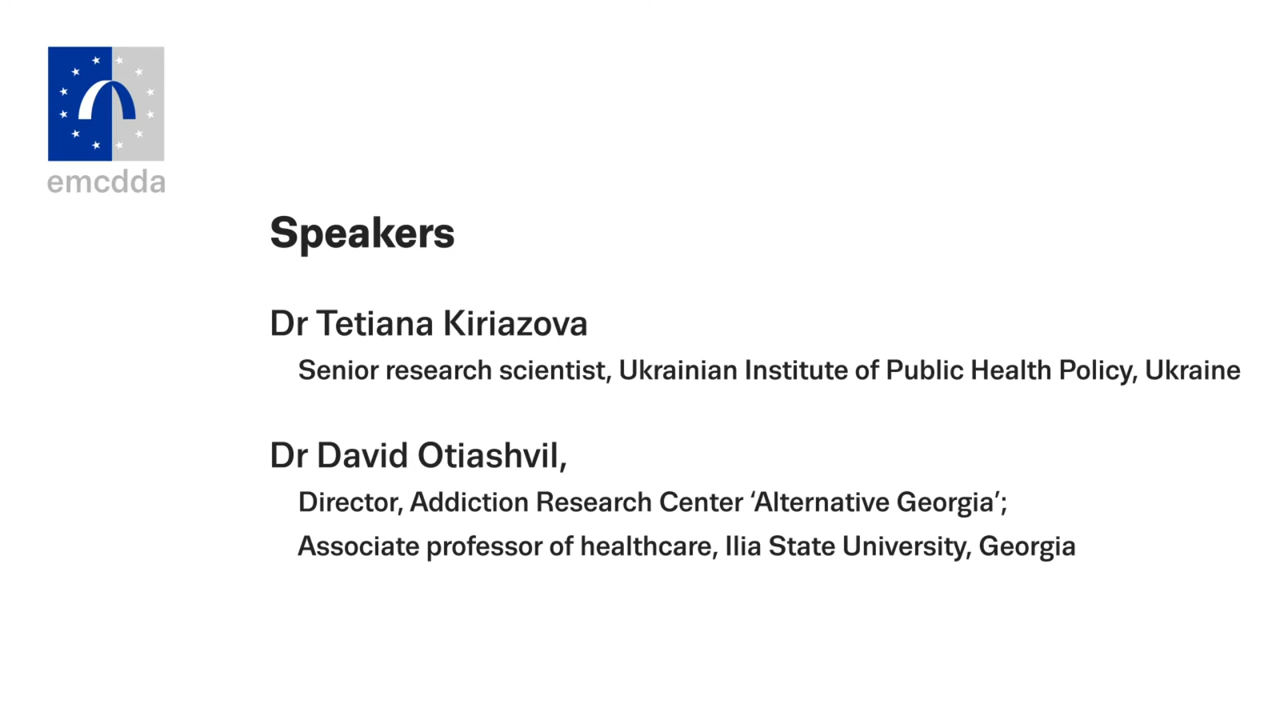 emcdda
Speakers
Dr Tetiana Kiriazova
Senior research scientist, Ukrainian Institute of Public Health Policy, Ukraine
Dr David Otiashvil,
Director, Addiction Research Center ‘Alternative Georgia’;
Associate professor of healthcare, Ilia State University, Georgia